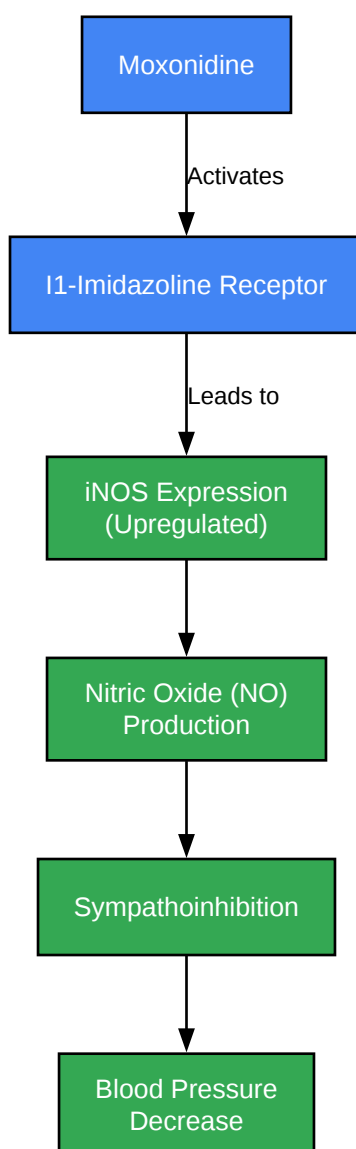 Moxonidine
Activates
I1-Imidazoline Receptor
Leads to
iNOS Expression
(Upregulated)
Nitric Oxide (NO)
Production
Sympathoinhibition
Blood Pressure
Decrease